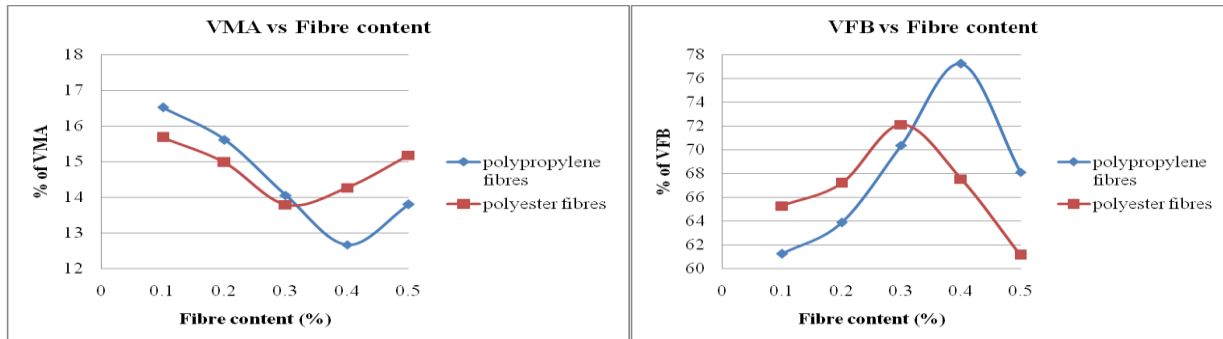 VMA vs Fibre content
18
17
16
15
14
13
12
% of VMA
0
0.1
0.2
0.3
0.4
0.5
Fibre content (%)
polypropylene
fibres
polyester fibres
VFB vs Fibre content
78
76
74
72
70
68
66
64
62
60
% of VFB
0
0.1
0.2
0.3
0.4
0.5
Fibre content (%)
polypropylene
fibres
polyester fibres